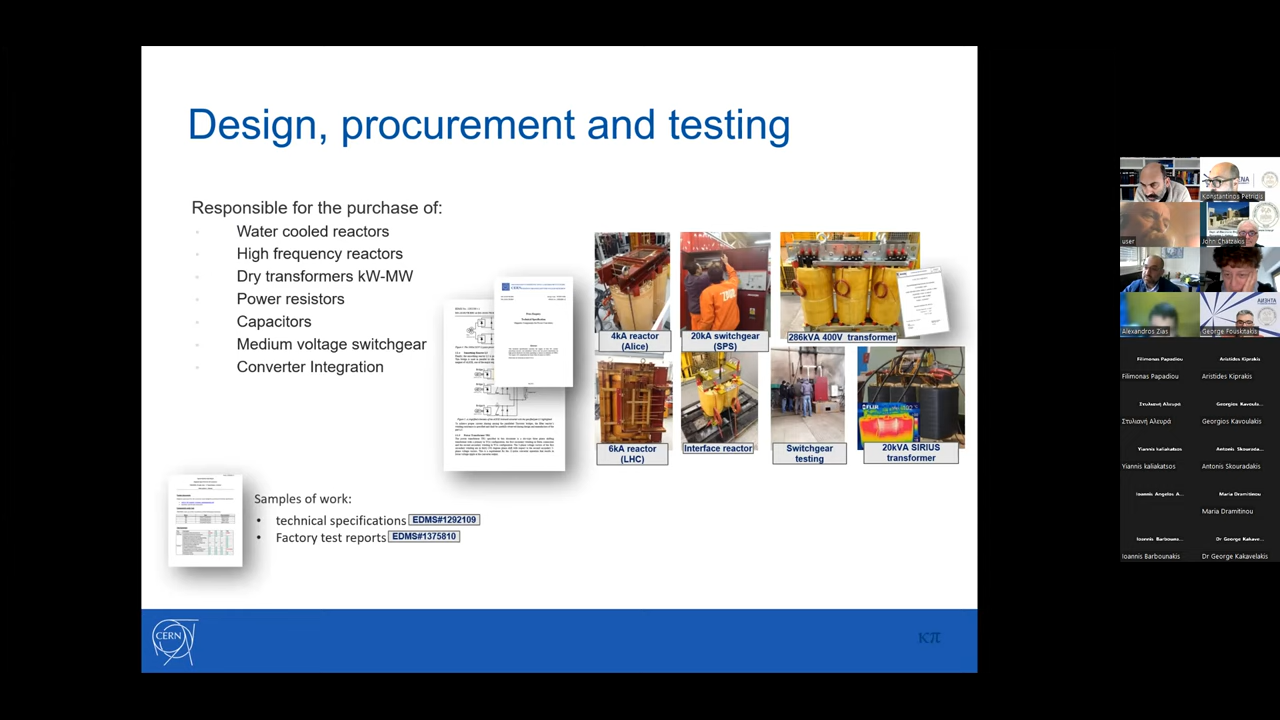 Design, procurement and testing
Responsible for the purchase of:
Water cooled reactors
High frequency reactors
Dry transformers kW-MW
Power resistors
Capacitors
Medium voltage switchgear
Converter Integration
4kA reactor
(Alice)
20kA switchgear
(SPS)
286kVA 400V transformer
6kA reactor
(LHC)
Interface reactor
Switchgear
testing
20kVA SIRIUS
transformer
Samples of work:
• technical specifications EDMS#1292109
• Factory test reports EDMS#1375810
CERN
κπ
Konstantinos Petridis
user
John Chatzakis
Alexandros Zias
George Fouskitakis
Filimonas Papadiou
Aristides Kiprakis
Filimonas Papadiou
Aristides Kiprakis
Στυλιανή Αλευρά
Georgios Kavoula...
Στυλιανή Αλευρά
Georgios Kavoulakis
Yiannis kaliakatsos
Antonis Skourada...
Yiannis kaliakatsos
Antonis Skouradakis
Ioannis Angelos A...
Maria Dramitinou
Maria Dramitinou
Ioannis Barbouna...
Dr George Kakave...
Ioannis Barbounakis
Dr George Kakavelakis